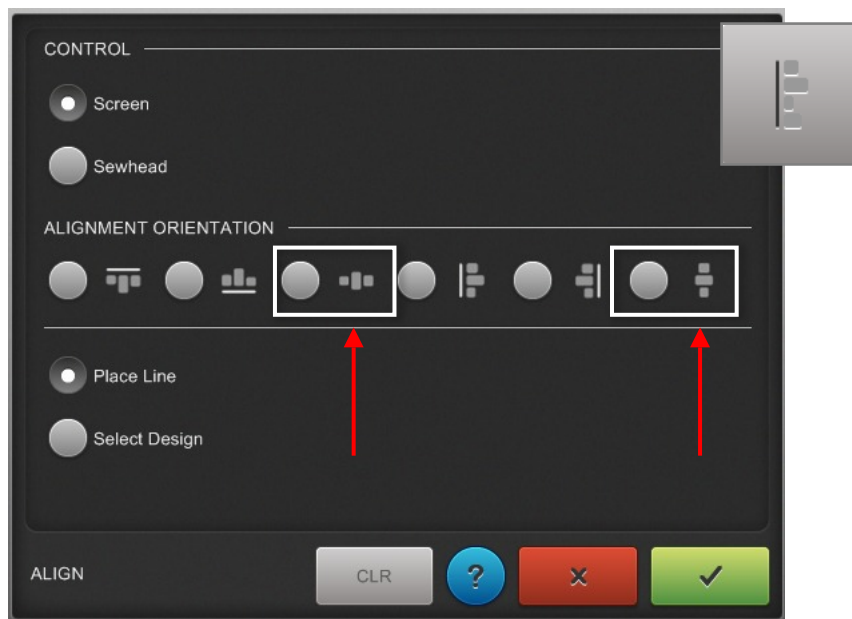 CONTROL
Screen
Sewhead
ALIGNMENT ORIENTATION
Place Line
Select Design
ALIGN
CLR
?